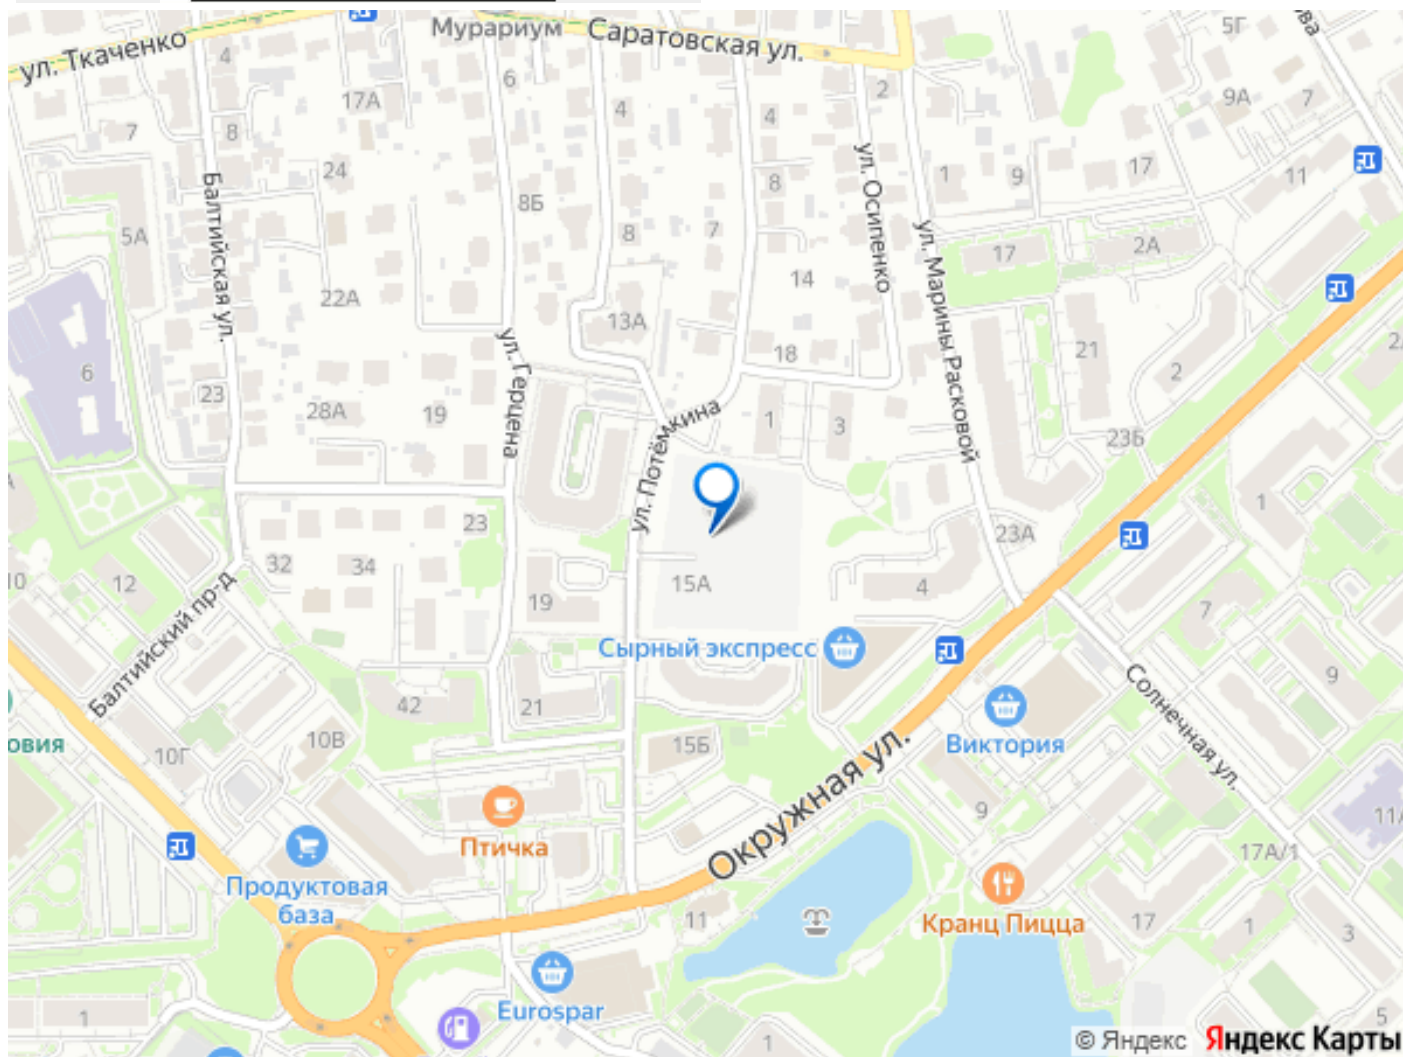 Мурариум
Саратовская ул.
ул. Ткаченко
4
17А
6
4
4
2
5Г
9А
7
7
8
24
8Б
8
8
7
1
9
17
11
5А
Балтийская ул.
22А
13А
14
ул. Осипенко
ул. Марины Расковой
17
2А
6
23
28А
19
ул. Герцена
18
21
2
ул. Потёмкина
1
3
23Б
1
23
32
34
19
15А
23А
4
7
10
12
Балтийский пр-д
Сырный экспресс
Солнечная ул.
9
42
21
15Б
Виктория
овия
10Г
10В
Окружная ул.
9
11
17А/1
Птичка
Продуктовая
база
11
Кранц Пицца
17
1
3
Eurospar
1
1
5
© Яндекс Яндекс Карты